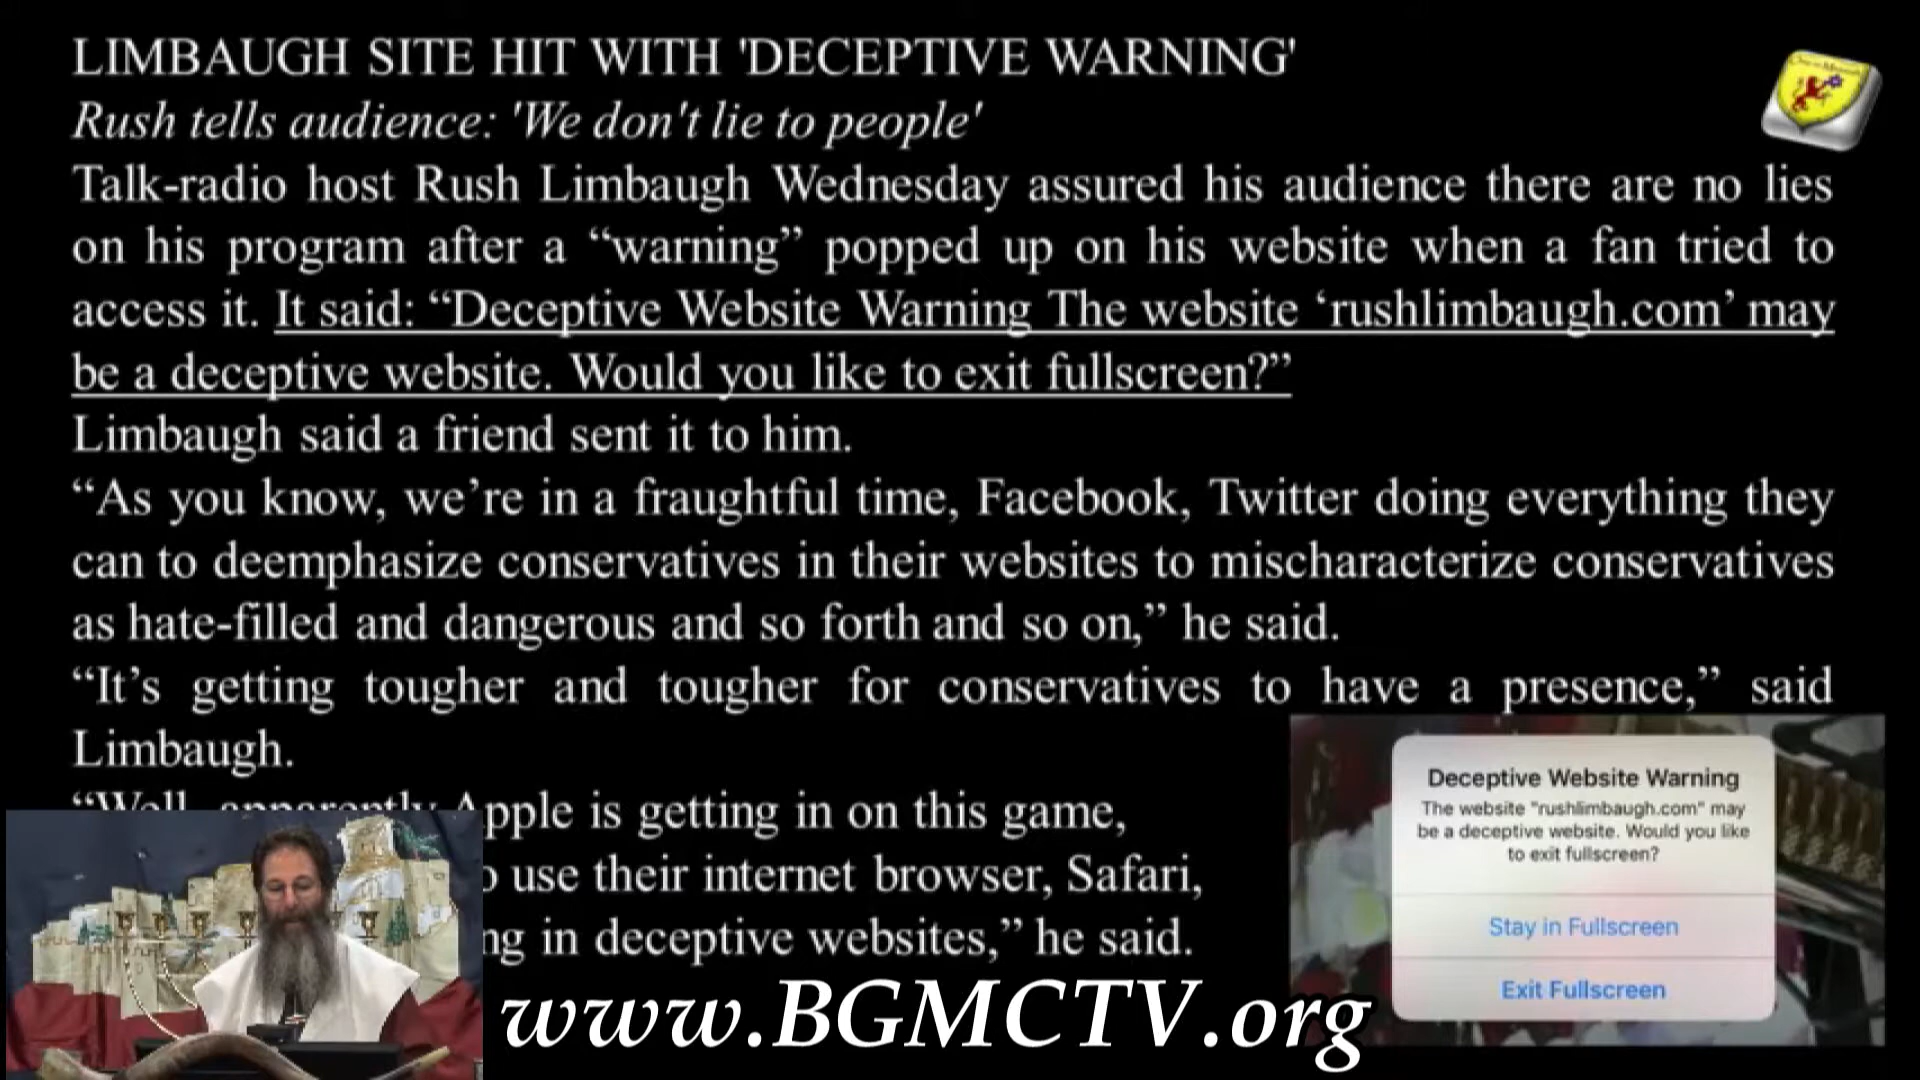 LIMBAUGH SITE HIT WITH 'DECEPTIVE WARNING'
Rush tells audience: 'We don't lie to people'
Talk-radio host Rush Limbaugh Wednesday assured his audience there are no lies
on his program after a “warning” popped up on his website when a fan tried to
access it. It said: “Deceptive Website Warning The website ‘rushlimbaugh.com’ may
be a deceptive website. Would you like to exit fullscreen?”
Limbaugh said a friend sent it to him.
“As you know, we’re in a fraughtful time, Facebook, Twitter doing everything they
can to deemphasize conservatives in their websites to mischaracterize conservatives
as hate-filled and dangerous and so forth and so on,” he said.
“It’s getting tougher and tougher for conservatives to have a presence,” said
Limbaugh.
“Well, apparently Apple is getting in on this game,
use their internet browser, Safari,
in deceptive websites,” he said.
www.BGMCTV.org
Deceptive Website Warning
The website "rushlimbaugh.com" may
be a deceptive website. Would you like
to exit fullscreen?
Stay in Fullscreen
Exit Fullscreen